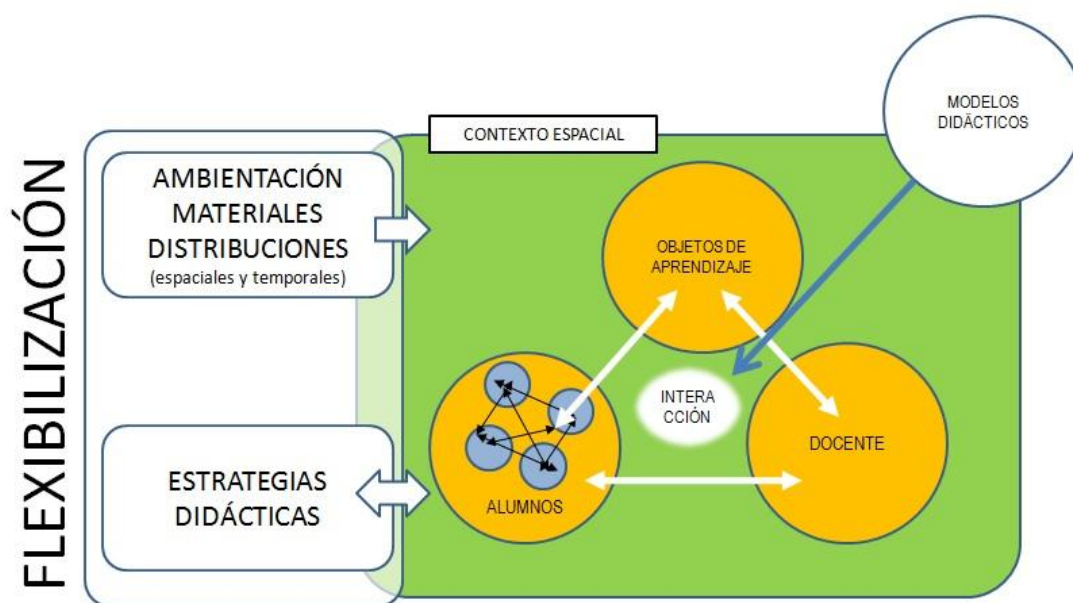 FLEXIBILIZACIÓN
AMBIENTACIÓN
MATERIALES
DISTRIBUCIONES
(espaciales y temporales)
ESTRATEGIAS
DIDÁCTICAS
CONTEXTO ESPACIAL
MODELOS
DIDÁCTICOS
OBJETOS DE
APRENDIZAJE
INTERA
CCIÓN
ALUMNOS
DOCENTE